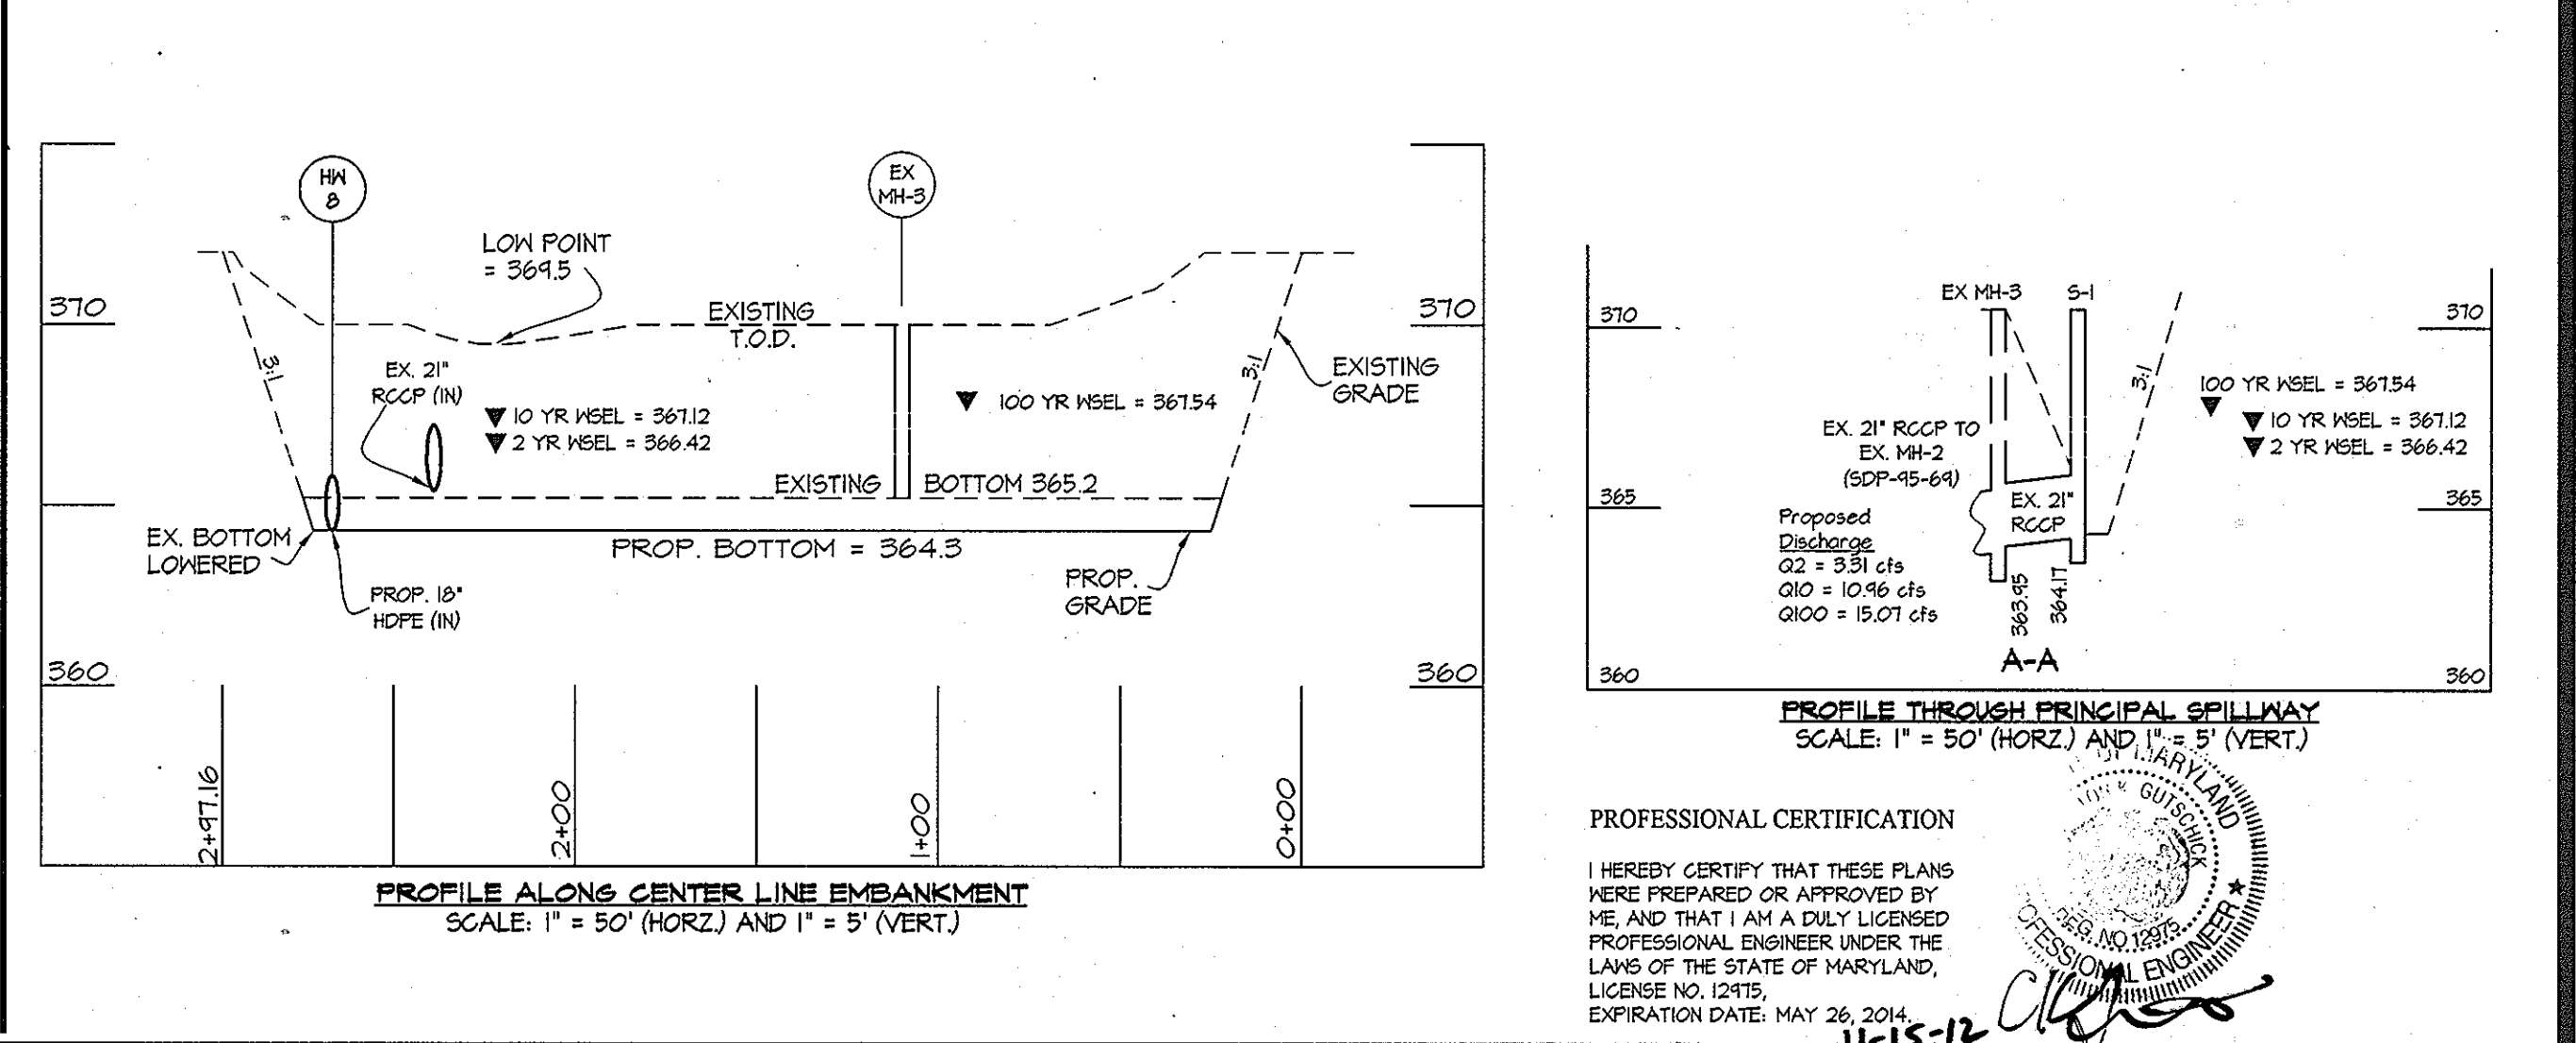 HW
8
EX
MH-3
LOW POINT
= 369.5
370
370
EXISTING
T.O.D.
3:1
3:1
EX. 21"
RCCP (IN)
EXISTING
GRADE
10 YR WSEL = 367.12
2 YR WSEL = 366.42
100 YR WSEL = 367.54
EXISTING BOTTOM 365.2
EX. BOTTOM
LOWERED
PROP. BOTTOM = 364.3
PROP.
GRADE
PROP. 18"
HDPE (IN)
360
360
2+97.16
2+00
1+00
0+00
PROFILE ALONG CENTER LINE EMBANKMENT
SCALE: 1" = 50' (HORZ.) AND 1" = 5' (VERT.)
EX MH-3
S-1
370
370
3:1
100 YR WSEL = 367.54
10 YR WSEL = 367.12
2 YR WSEL = 366.42
EX. 21" RCCP TO
EX. MH-2
(SDP-95-69)
365
365
EX. 21"
RCCP
Proposed
Discharge
Q2 = 3.31 cfs
Q10 = 10.96 cfs
Q100 = 15.07 cfs
363.95
364.17
A-A
360
360
PROFILE THROUGH PRINCIPAL SPILLWAY
SCALE: 1" = 50' (HORZ.) AND 1" = 5' (VERT.)
PROFESSIONAL CERTIFICATION
I HEREBY CERTIFY THAT THESE PLANS
WERE PREPARED OR APPROVED BY
ME, AND THAT I AM A DULY LICENSED
PROFESSIONAL ENGINEER UNDER THE
LAWS OF THE STATE OF MARYLAND,
LICENSE NO. 12975,
EXPIRATION DATE: MAY 26, 2014.
MARYLAND
GUTSCHICK
REG. NO. 12975
OFESSIONAL ENGINEER
11-15-12